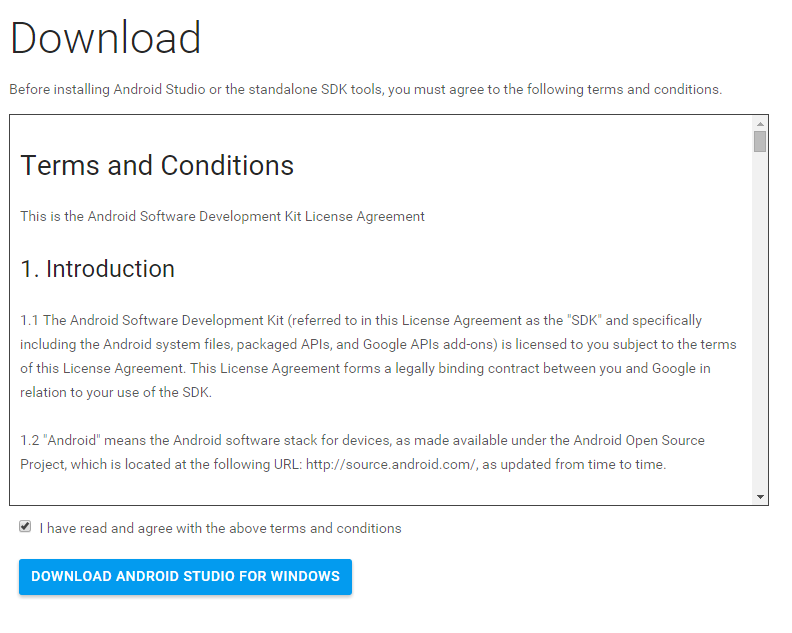 Download
Before installing Android Studio or the standalone SDK tools, you must agree to the following terms and conditions.
Terms and Conditions
This is the Android Software Development Kit License Agreement
1. Introduction
1.1 The Android Software Development Kit (referred to in this License Agreement as the "SDK" and specifically
including the Android system files, packaged APIs, and Google APIs add-ons) is licensed to you subject to the terms
of this License Agreement. This License Agreement forms a legally binding contract between you and Google in
relation to your use of the SDK.
1.2 "Android" means the Android software stack for devices, as made available under the Android Open Source
Project, which is located at the following URL: http://source.android.com/, as updated from time to time.
I have read and agree with the above terms and conditions
DOWNLOAD ANDROID STUDIO FOR WINDOWS